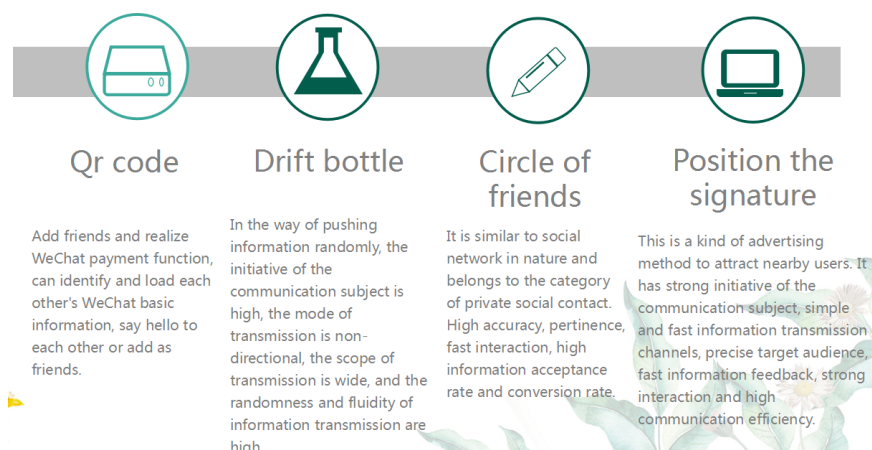 Qr code
Add friends and realize
WeChat payment function,
can identify and load each
other's WeChat basic
information, say hello to
each other or add as
friends.
Drift bottle
In the way of pushing
information randomly, the
initiative of the
communication subject is
high, the mode of
transmission is non-
directional, the scope of
transmission is wide, and the
randomness and fluidity of
information transmission are
high
Circle of
friends
It is similar to social
network in nature and
belongs to the category
of private social contact.
High accuracy, pertinence,
fast interaction, high
information acceptance
rate and conversion rate.
Position the
signature
This is a kind of advertising
method to attract nearby users. It
has strong initiative of the
communication subject, simple
and fast information transmission
channels, precise target audience,
fast information feedback, strong
interaction and high
communication efficiency.